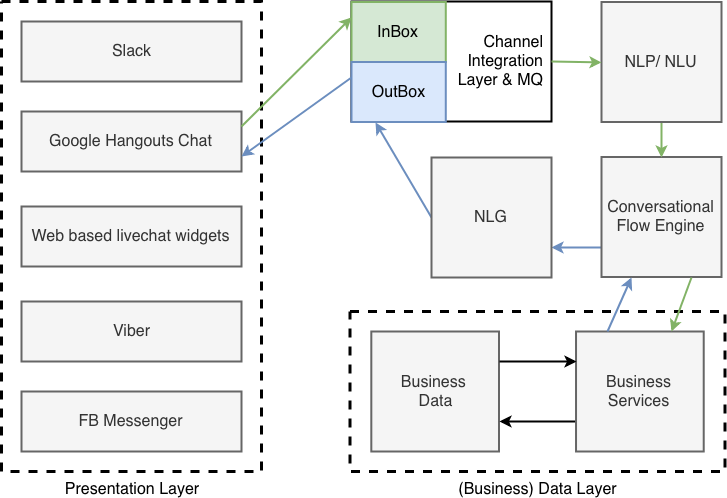 Slack
Google Hangouts Chat
Web based livechat widgets
Viber
FB Messenger
Presentation Layer
InBox
OutBox
Channel
Integration
Layer & MQ
NLP/ NLU
NLG
Conversational
Flow Engine
Business
Data
Business
Services
(Business) Data Layer